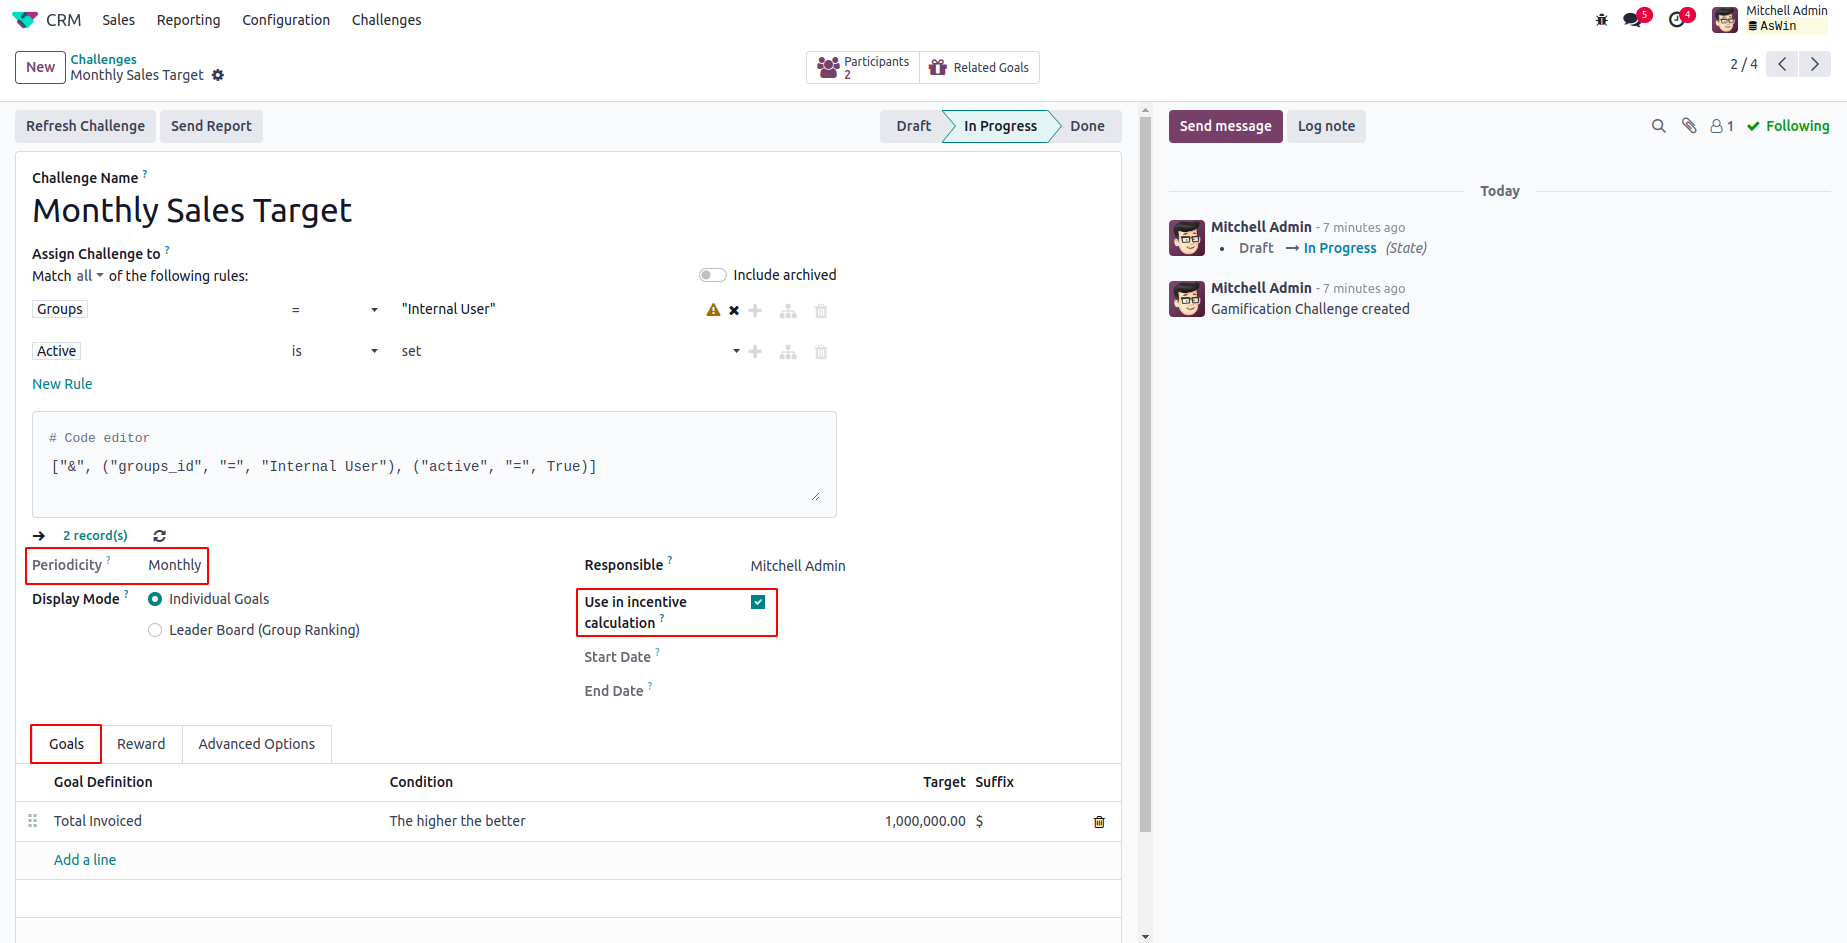 CRM Sales Reporting Configuration Challenges 5 4 Mitchell Admin
AsWin
New Challenges
Monthly Sales Target
Participants
2
Related Goals
2 / 4
Refresh Challenge Send Report Draft In Progress Done
Challenge Name ?
Monthly Sales Target
Assign Challenge to ?
Match all of the following rules: Include archived
Groups = "Internal User"
Active is set
New Rule
# Code editor
["&", ("groups_id", "=", "Internal User"), ("active", "=", True)]
2 record(s)
Periodicity ? Monthly
Display Mode ? Individual Goals
Leader Board (Group Ranking)
Responsible ? Mitchell Admin
Use in incentive
calculation ?
Start Date ?
End Date ?
Goals Reward Advanced Options
Goal Definition Condition Target Suffix
Total Invoiced The higher the better 1,000,000.00 $
Add a line
Send message Log note 1 Following
Today
Mitchell Admin - 7 minutes ago
• Draft → In Progress (State)
Mitchell Admin - 7 minutes ago
Gamification Challenge created